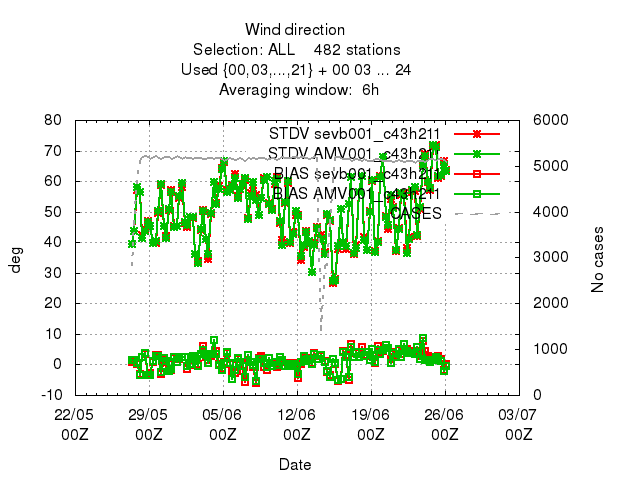 Wind direction
Selection: ALL 482 stations
Used {00,03,...,21} + 00 03 ... 24
Averaging window: 6h
STDV sevb001_c43h211
STDV AMV001_c43h211
BIAS sevb001_c43h211
BIAS AMV001_c43h211
CASES
80
70
60
50
40
30
20
10
0
-10
deg
6000
5000
4000
3000
2000
1000
0
No cases
22/05 29/05 05/06 12/06 19/06 26/06 03/07
00Z 00Z 00Z 00Z 00Z 00Z 00Z
Date